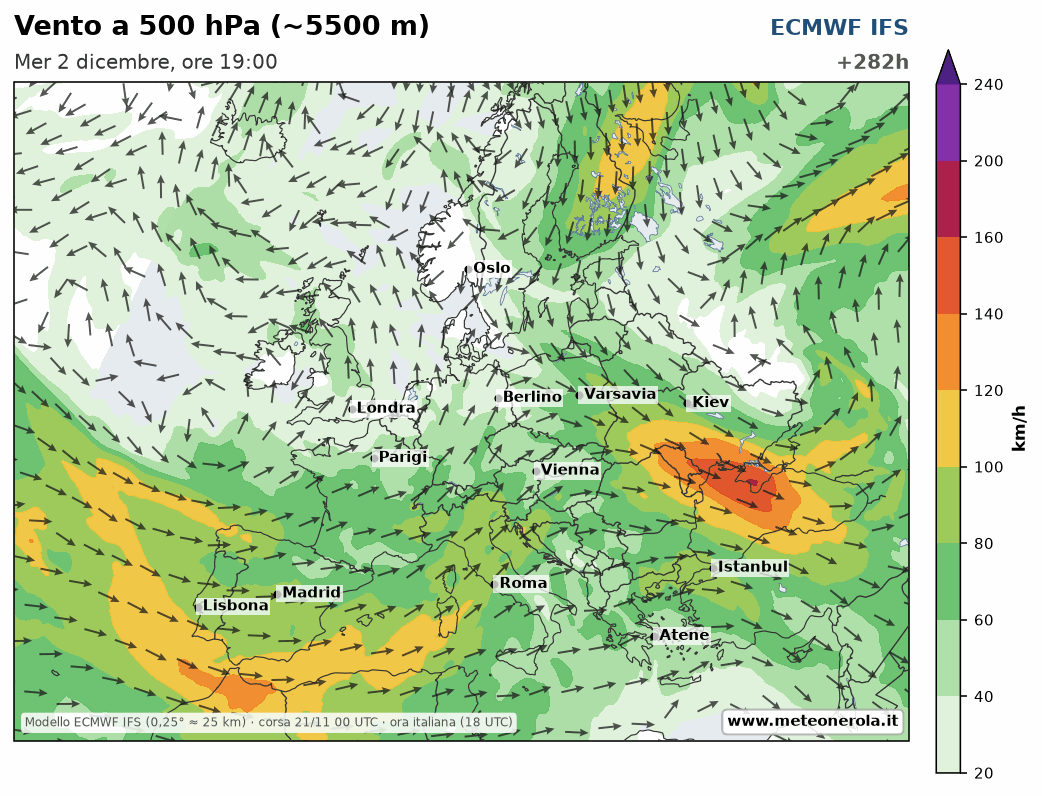 Vento a 500 hPa (~5500 m)
ECMWF IFS
Mer 2 dicembre, ore 19:00
+282h
240
200
160
140
120
100
80
60
40
20
km/h
Oslo
Berlino
Varsavia
Kiev
Londra
Parigi
Vienna
Istanbul
Roma
Madrid
Lisbona
Atene
Modello ECMWF IFS (0,25° ≈ 25 km) · corsa 21/11 00 UTC · ora italiana (18 UTC)
www.meteonerola.it